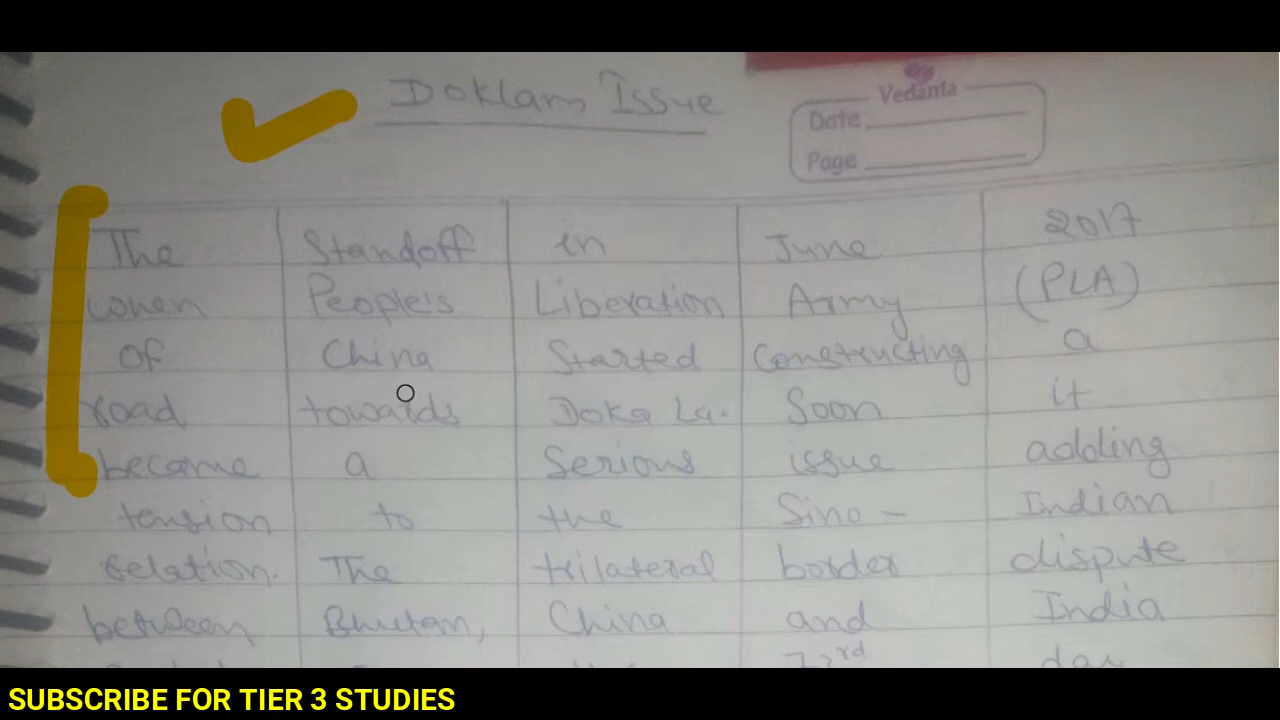 Doklam Issue
Vedanta
Date
Page
The Standoff in June 2017
when People's Liberation Army (PLA)
of China Started Constructing a
road towards Doka La. Soon it
became a Serious issue adding
tension to the Sino - Indian
relation. The trilateral border dispute
between Bhutan, China and India
73rd day
SUBSCRIBE FOR TIER 3 STUDIES